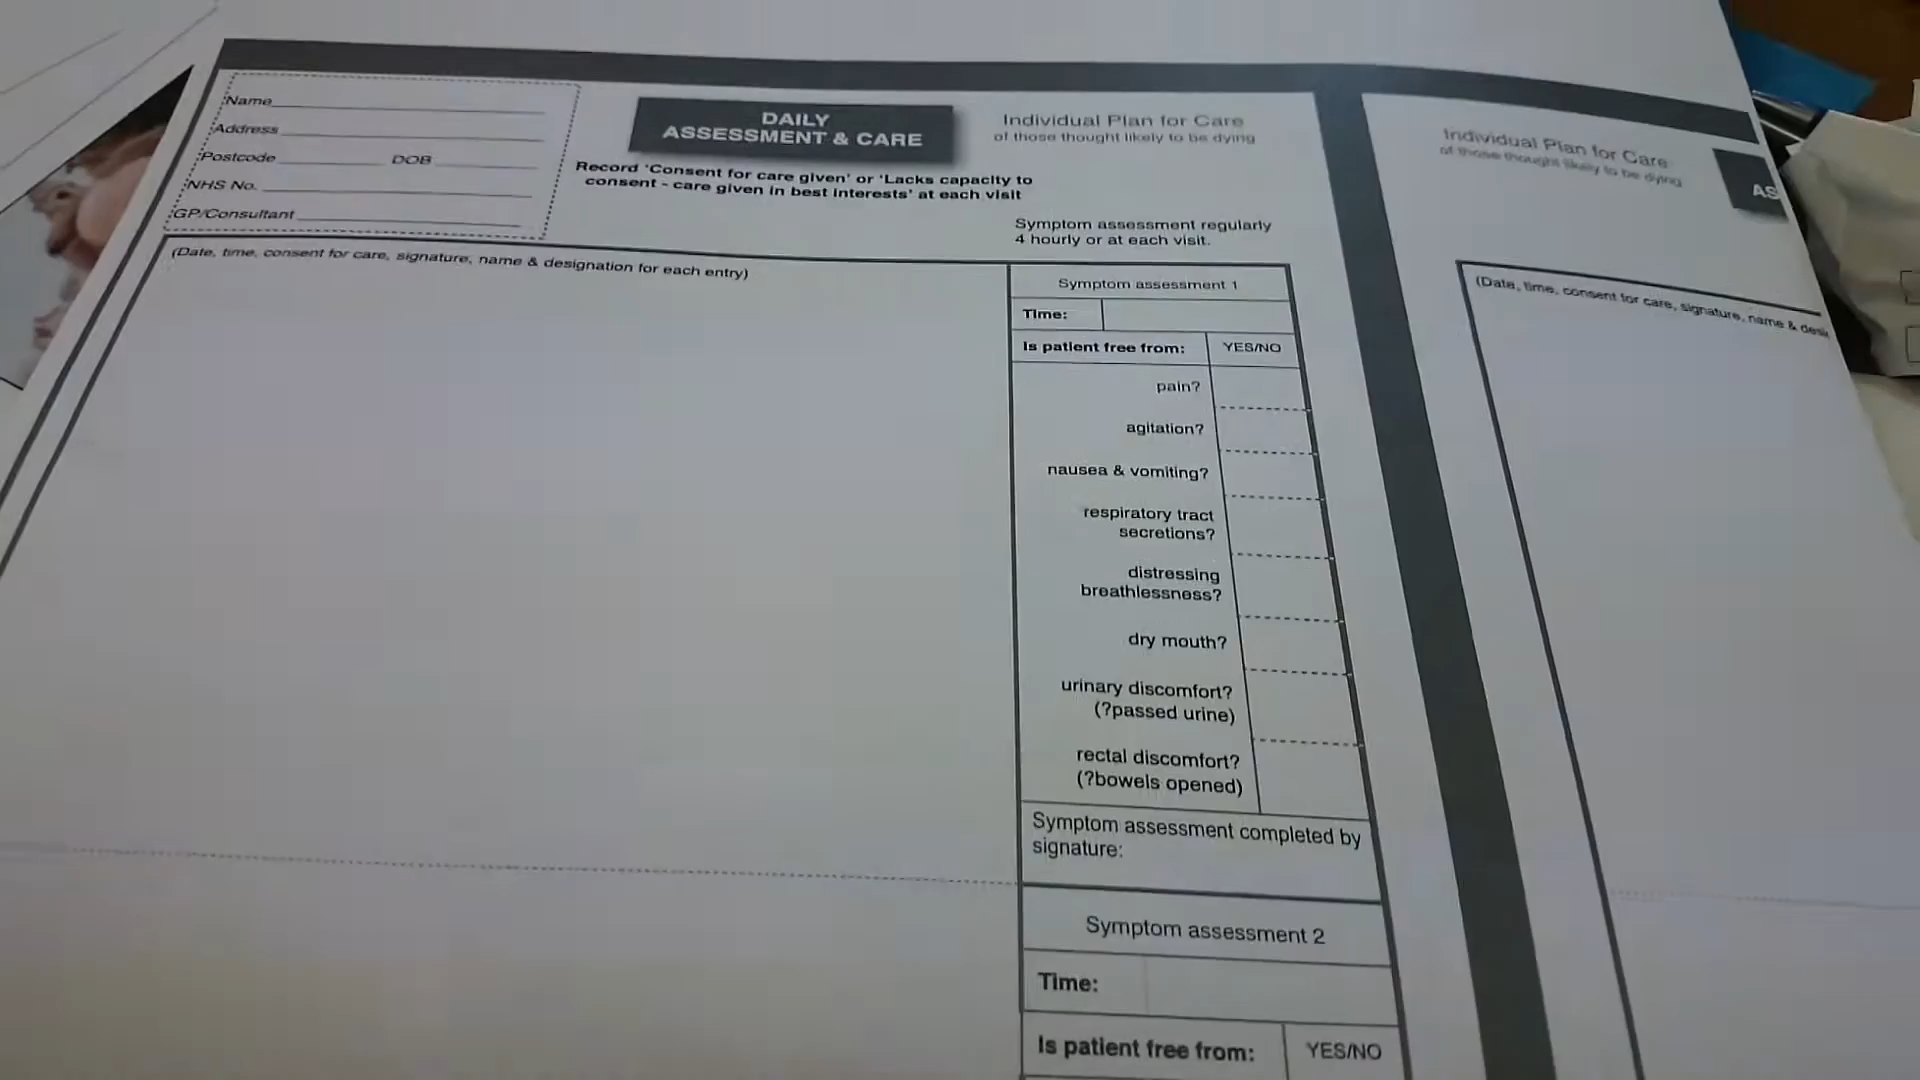 Name
Address
Postcode DOB
NHS No.
GP/Consultant
DAILY
ASSESSMENT & CARE
Record 'Consent for care given' or 'Lacks capacity to
consent - care given in best interests' at each visit
Individual Plan for Care
of those thought likely to be dying
Symptom assessment regularly
4 hourly or at each visit.
(Date, time, consent for care, signature, name & designation for each entry)
Symptom assessment 1
Time:
Is patient free from: YES/NO
pain?
agitation?
nausea & vomiting?
respiratory tract
secretions?
distressing
breathlessness?
dry mouth?
urinary discomfort?
(?passed urine)
rectal discomfort?
(?bowels opened)
Symptom assessment completed by
signature:
Symptom assessment 2
Time:
Is patient free from: YES/NO
Individual Plan for Care
of those thought likely to be dying
AS
(Date, time, consent for care, signature, name & desi